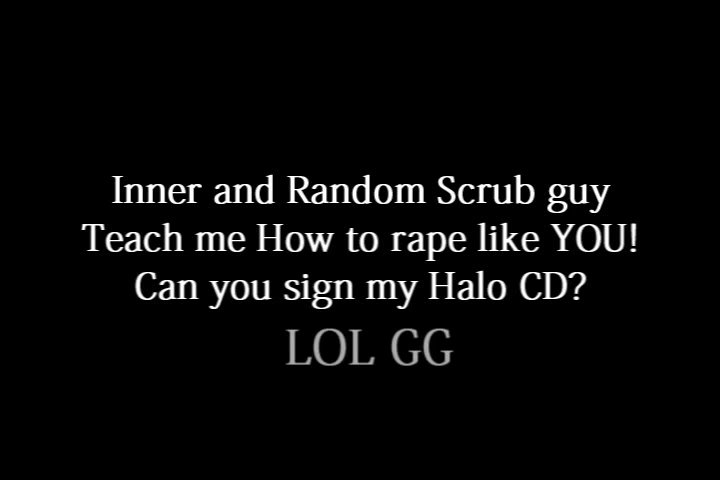 Inner and Random Scrub guy
Teach me How to rape like YOU!
Can you sign my Halo CD?
LOL GG